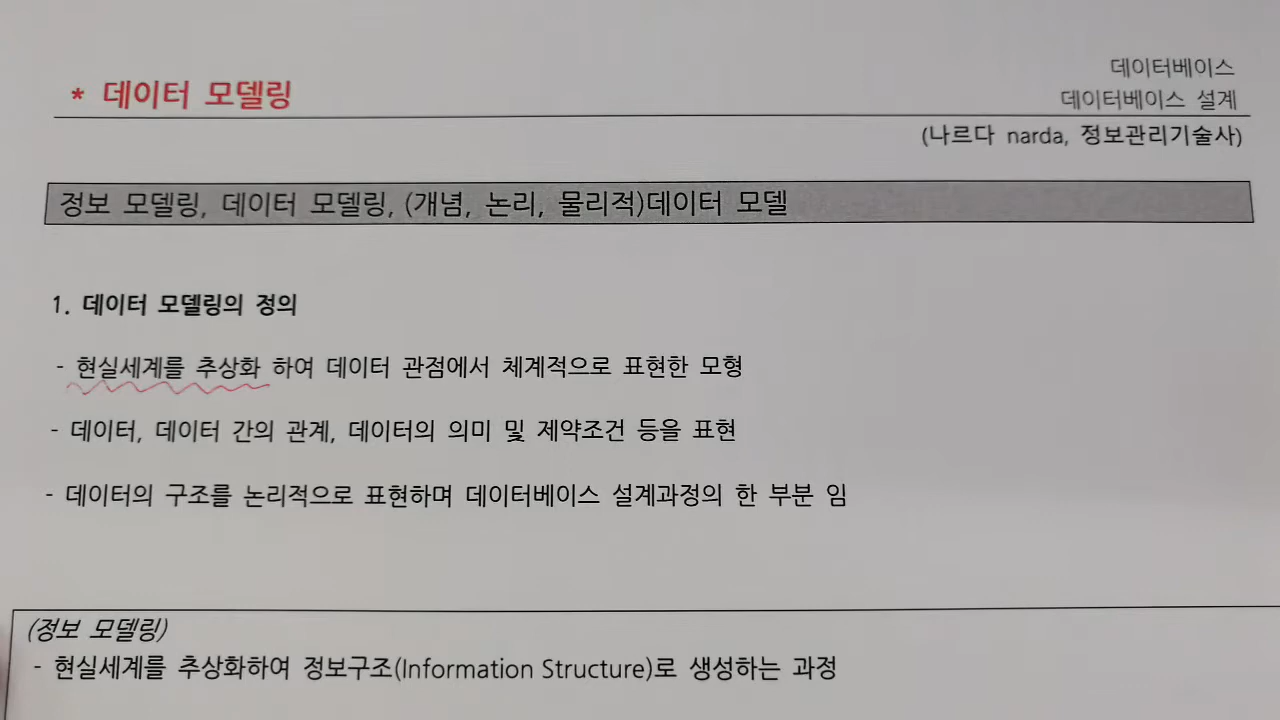 데이터베이스
* 데이터 모델링
데이터베이스 설계
(나르다 narda, 정보관리기술사)
정보 모델링, 데이터 모델링, (개념, 논리, 물리적)데이터 모델
1. 데이터 모델링의 정의
- 현실세계를 추상화 하여 데이터 관점에서 체계적으로 표현한 모형
- 데이터, 데이터 간의 관계, 데이터의 의미 및 제약조건 등을 표현
- 데이터의 구조를 논리적으로 표현하며 데이터베이스 설계과정의 한 부분 임
(정보 모델링)
- 현실세계를 추상화하여 정보구조(Information Structure)로 생성하는 과정